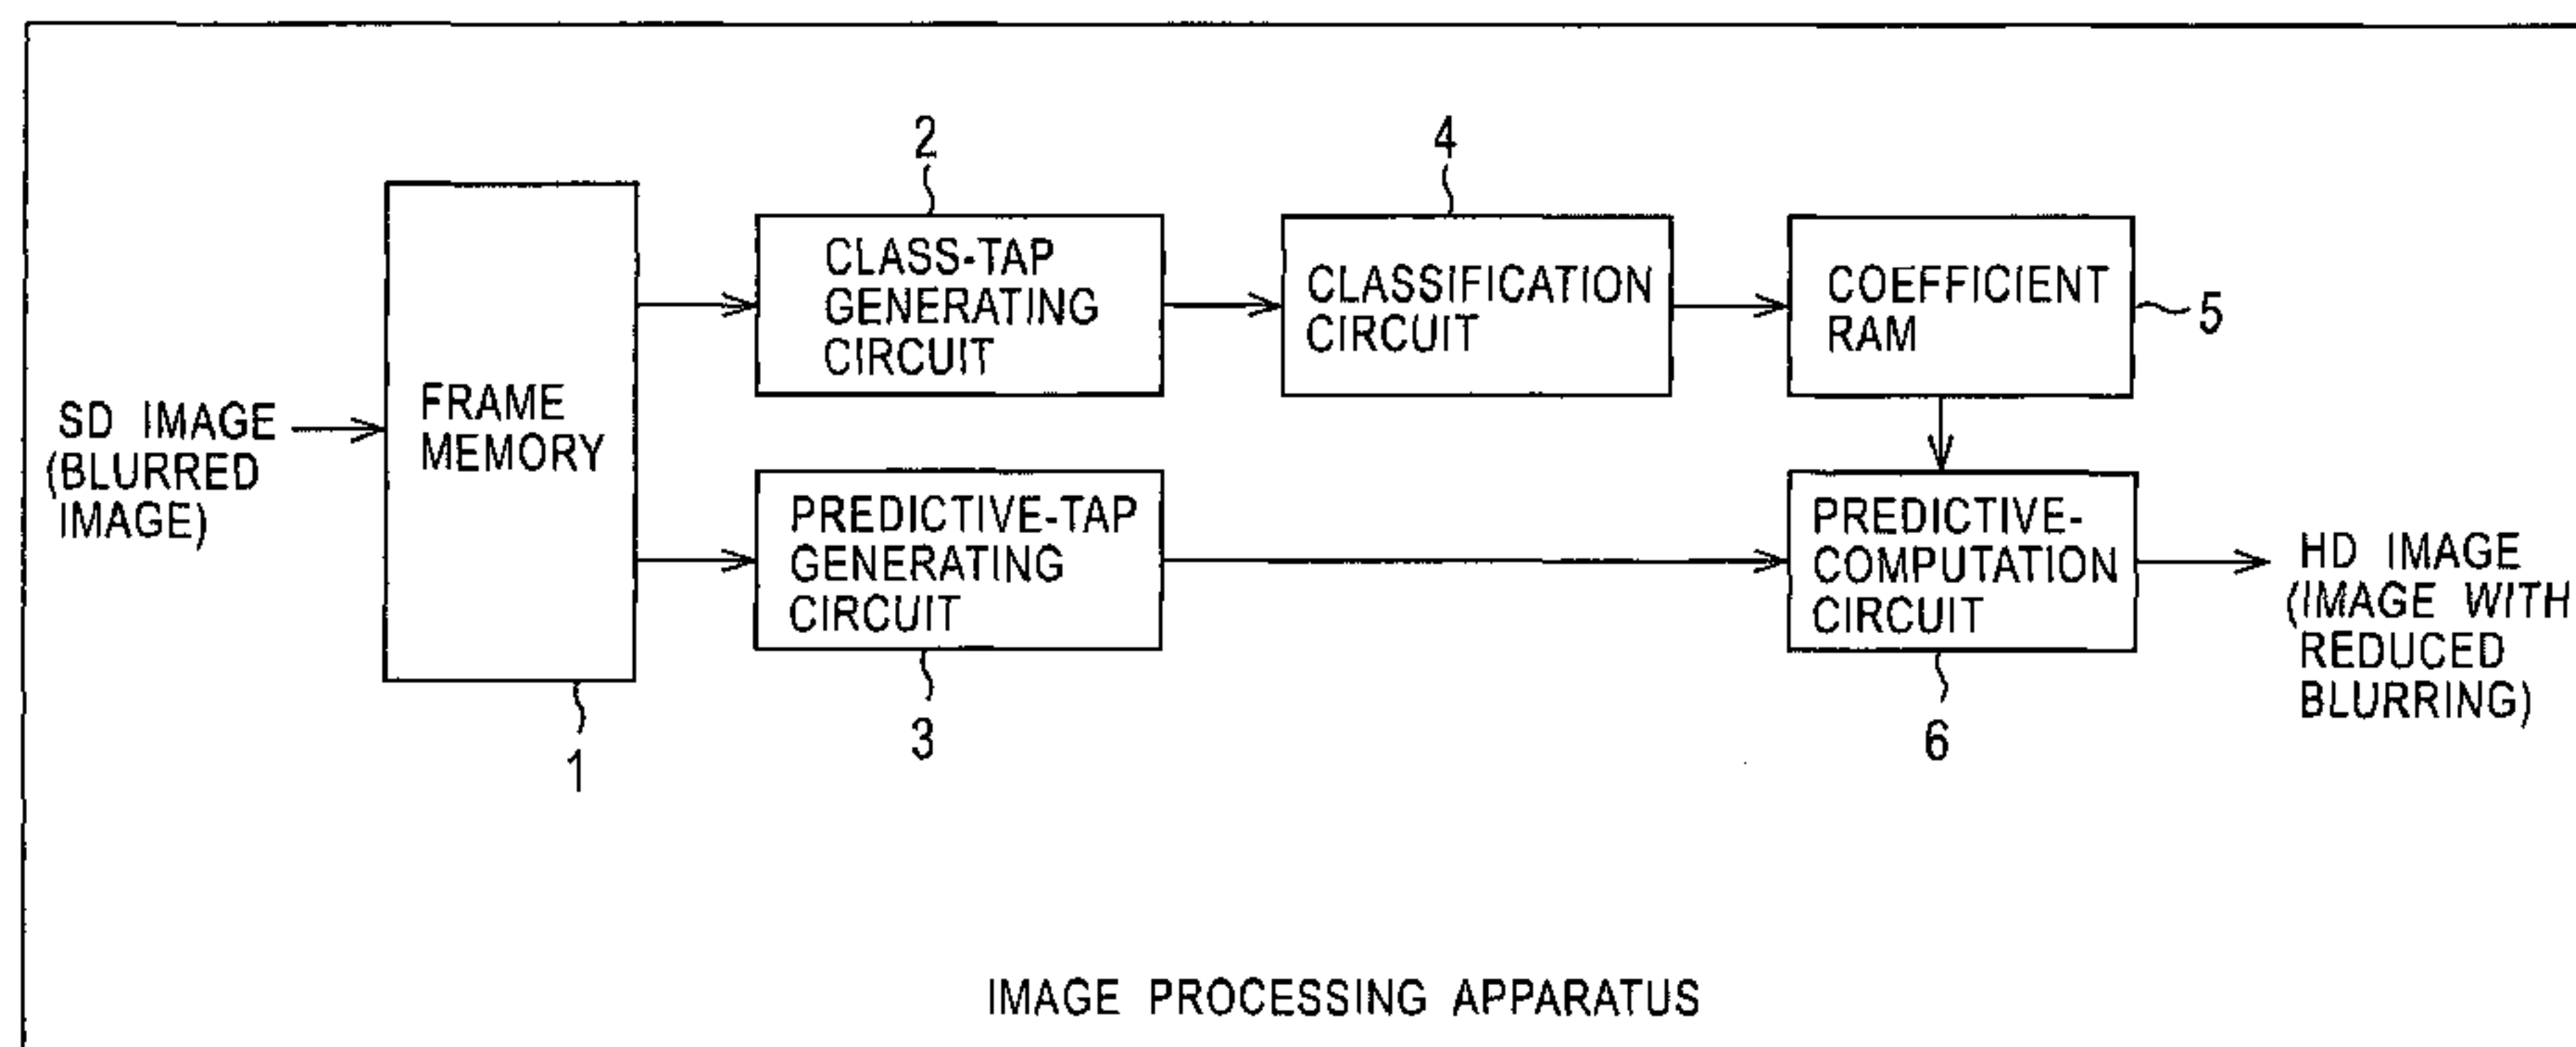 2
4
CLASS-TAP
GENERATING
CIRCUIT
CLASSIFICATION
CIRCUIT
COEFFICIENT
RAM
5
SD IMAGE
(BLURRED
IMAGE)
FRAME
MEMORY
PREDICTIVE-TAP
GENERATING
CIRCUIT
PREDICTIVE-
COMPUTATION
CIRCUIT
HD IMAGE
(IMAGE WITH
REDUCED
BLURRING)
1
3
6
IMAGE PROCESSING APPARATUS